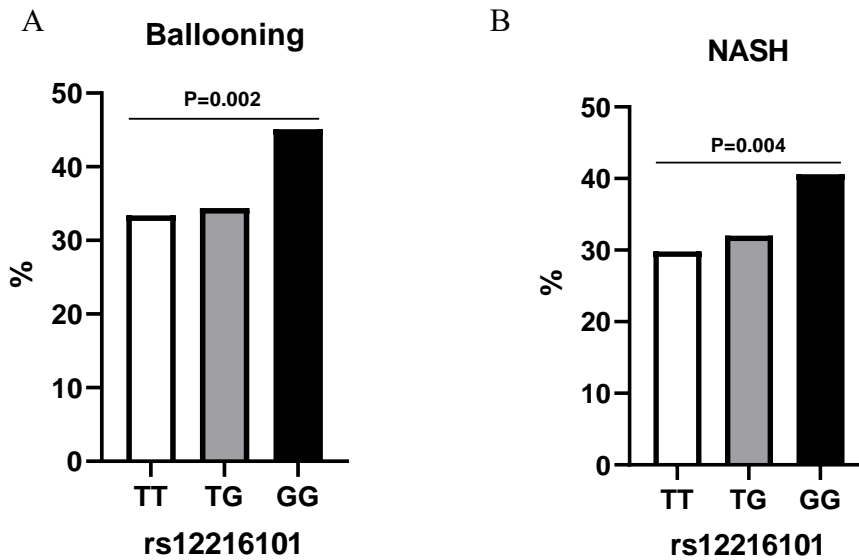 A
Ballooning
P=0.002
50
40
30
20
10
0
%
TT TG GG
rs12216101
B
NASH
P=0.004
50
40
30
20
10
0
%
TT TG GG
rs12216101